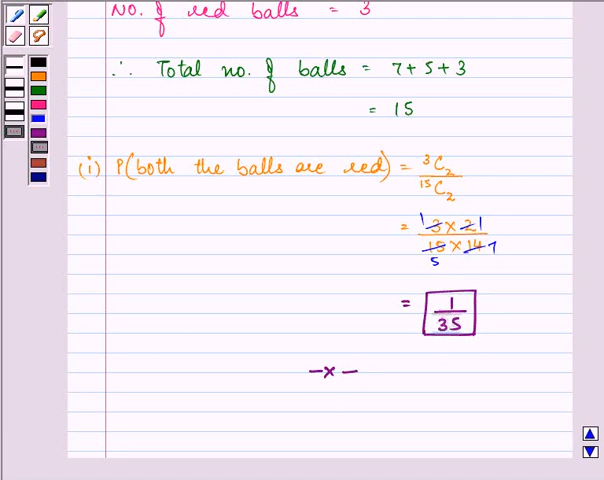 No. of red balls = 3
∴ Total no. of balls = 7 + 5 + 3
= 15
(i) P(both the balls are red) = ³C₂ / ¹⁵C₂
= 3 × 2 / 15 × 14
1 1
5 7
= 1/35
-x-